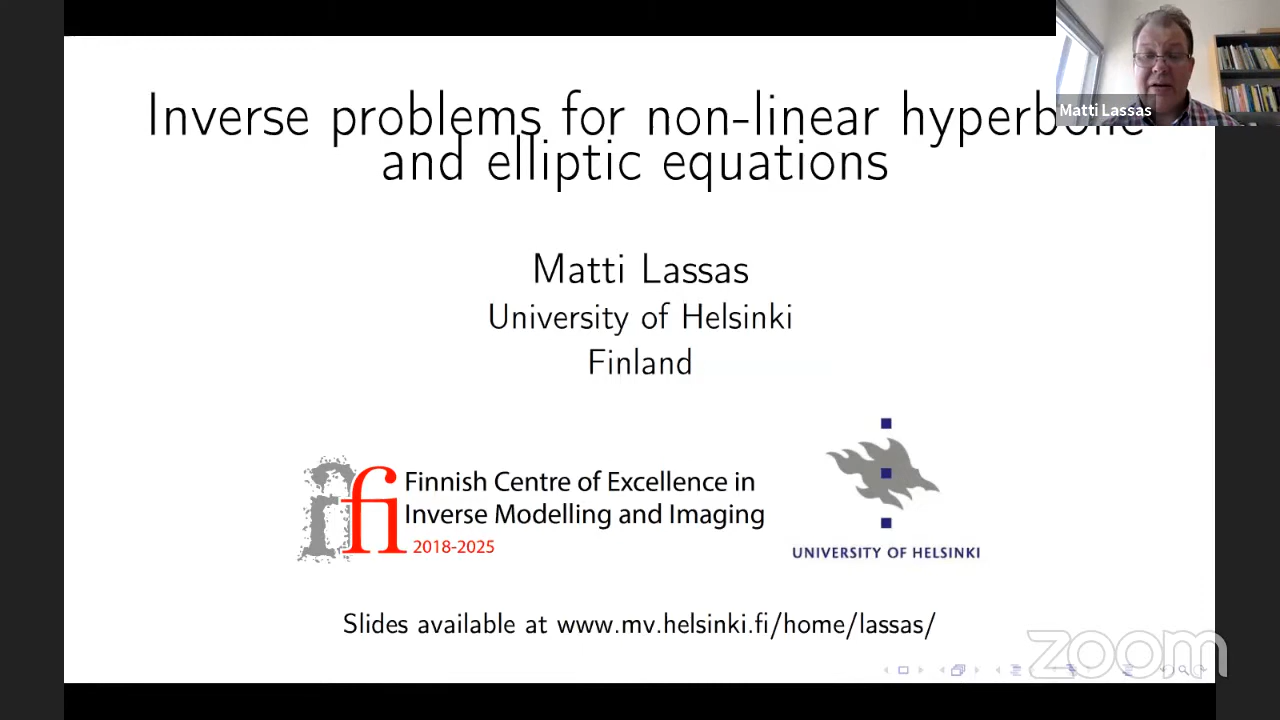 Inverse problems for non-linear hyperbolic
and elliptic equations
Matti Lassas
Matti Lassas
University of Helsinki
Finland
fi
Finnish Centre of Excellence in
Inverse Modelling and Imaging
2018-2025
UNIVERSITY OF HELSINKI
Slides available at www.mv.helsinki.fi/home/lassas/
zoom